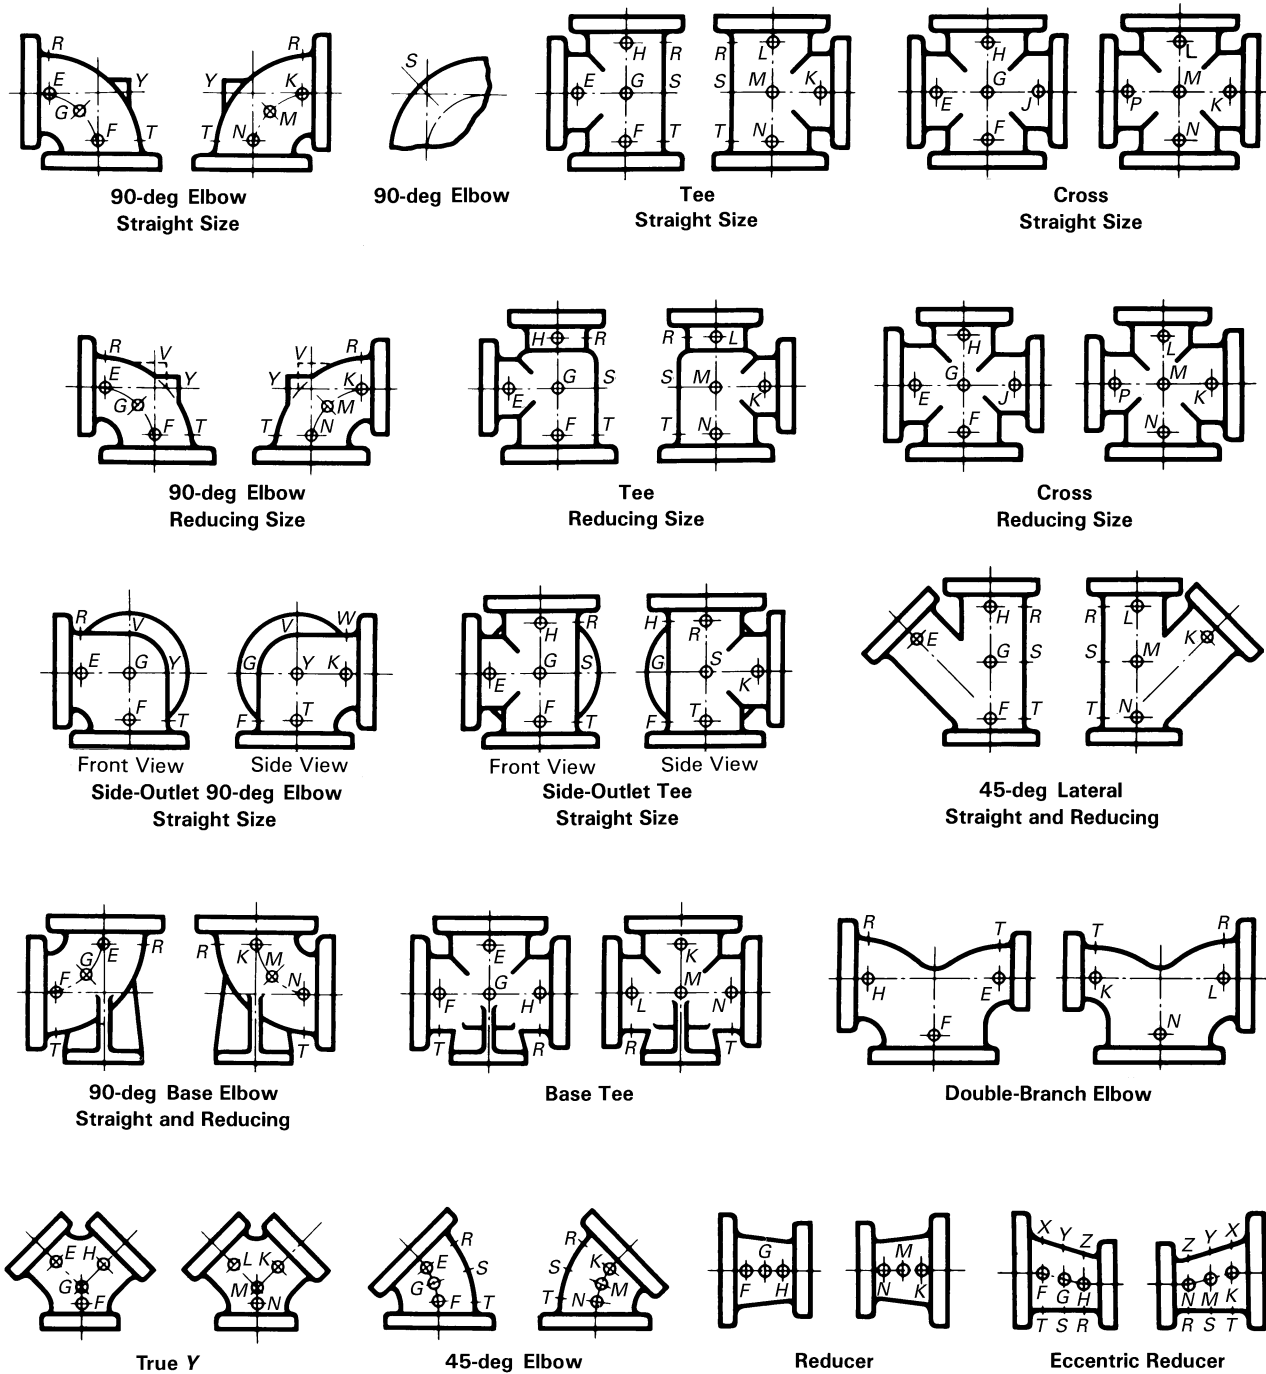 R R S H R R L H L
E Y Y K E G S S M K E G J P M K
G F T T N M F T T N F N
90-deg Elbow
Straight Size
90-deg Elbow
Tee
Straight Size
Cross
Straight Size
R V V R H R R L H L
E Y K E G S S M K E G J P M K
G F T T N M F T T N F N
90-deg Elbow
Reducing Size
Tee
Reducing Size
Cross
Reducing Size
R V V W H R H R H R R L
E G Y G Y K E G S G S K E G S S M K
F T F T F T F T F T T N
Front View
Side View
Side-Outlet 90-deg Elbow
Straight Size
Front View
Side View
Side-Outlet Tee
Straight Size
45-deg Lateral
Straight and Reducing
G E R R K M E K R T T R
F N F G H L M N H E K L
T T T R R T F N
90-deg Base Elbow
Straight and Reducing
Base Tee
Double-Branch Elbow
E H L K E R R K G M X Y Z Z Y X
G M G S S M F H N K F G H N M K
F N F T T N T S R R S T
True Y
45-deg Elbow
Reducer
Eccentric Reducer